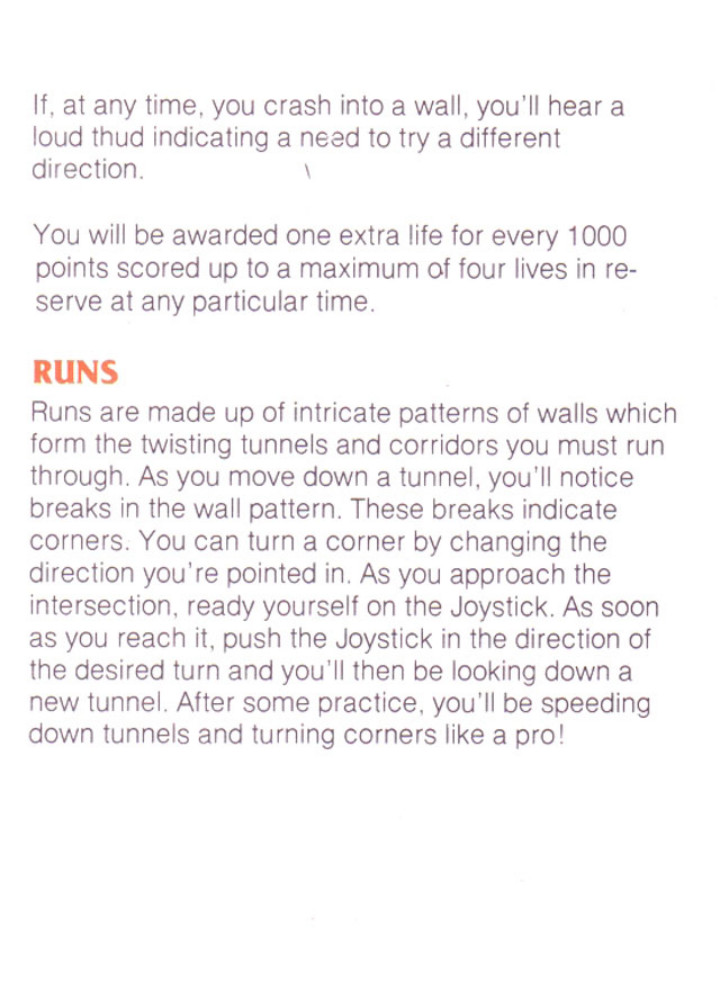 If, at any time, you crash into a wall, you'll hear a
loud thud indicating a need to try a different
direction.
You will be awarded one extra life for every 1000
points scored up to a maximum of four lives in re-
serve at any particular time.
RUNS
Runs are made up of intricate patterns of walls which
form the twisting tunnels and corridors you must run
through. As you move down a tunnel, you'll notice
breaks in the wall pattern. These breaks indicate
corners. You can turn a corner by changing the
direction you're pointed in. As you approach the
intersection, ready yourself on the Joystick. As soon
as you reach it, push the Joystick in the direction of
the desired turn and you'll then be looking down a
new tunnel. After some practice, you'll be speeding
down tunnels and turning corners like a pro!